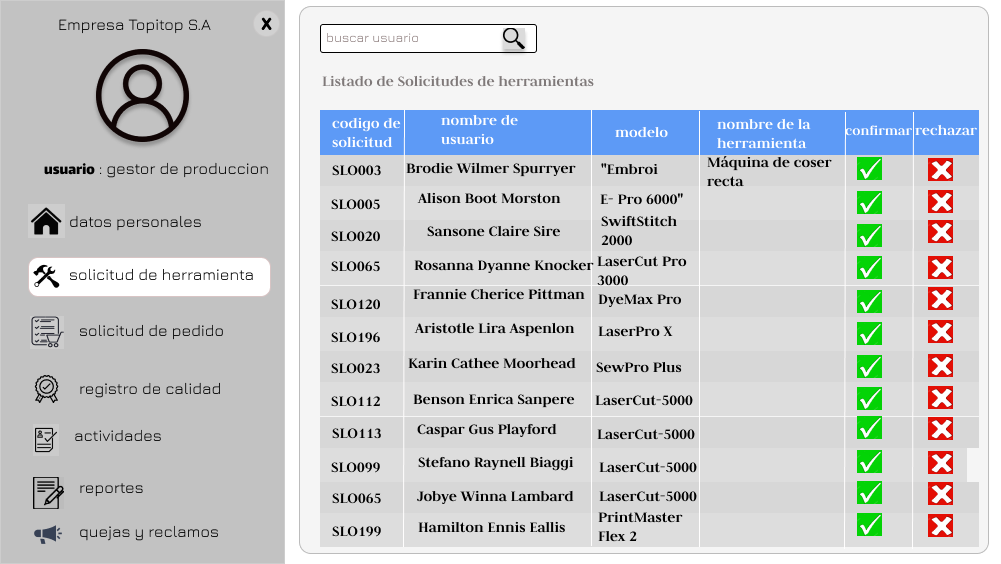 Empresa Topitop S.A
X
usuario : gestor de produccion
datos personales
solicitud de herramienta
solicitud de pedido
registro de calidad
actividades
reportes
quejas y reclamos
buscar usuario
Listado de Solicitudes de herramientas
codigo de solicitud nombre de usuario modelo nombre de la herramienta confirmar rechazar
SLO003 Brodie Wilmer Spurryer "Embroi Máquina de coser recta
SLO005 Alison Boot Morston E- Pro 6000"
SLO020 Sansone Claire Sire SwiftStitch 2000
SLO065 Rosanna Dyanne Knocker LaserCut Pro 3000
SLO120 Frannie Cherice Pittman DyeMax Pro
SLO196 Aristotle Lira Aspenlon LaserPro X
SLO023 Karin Cathee Moorhead SewPro Plus
SLO112 Benson Enrica Sanpere LaserCut-5000
SLO113 Caspar Gus Playford LaserCut-5000
SLO099 Stefano Raynell Biaggi LaserCut-5000
SLO065 Jobye Winna Lambard LaserCut-5000
SLO199 Hamilton Ennis Eallis PrintMaster Flex 2